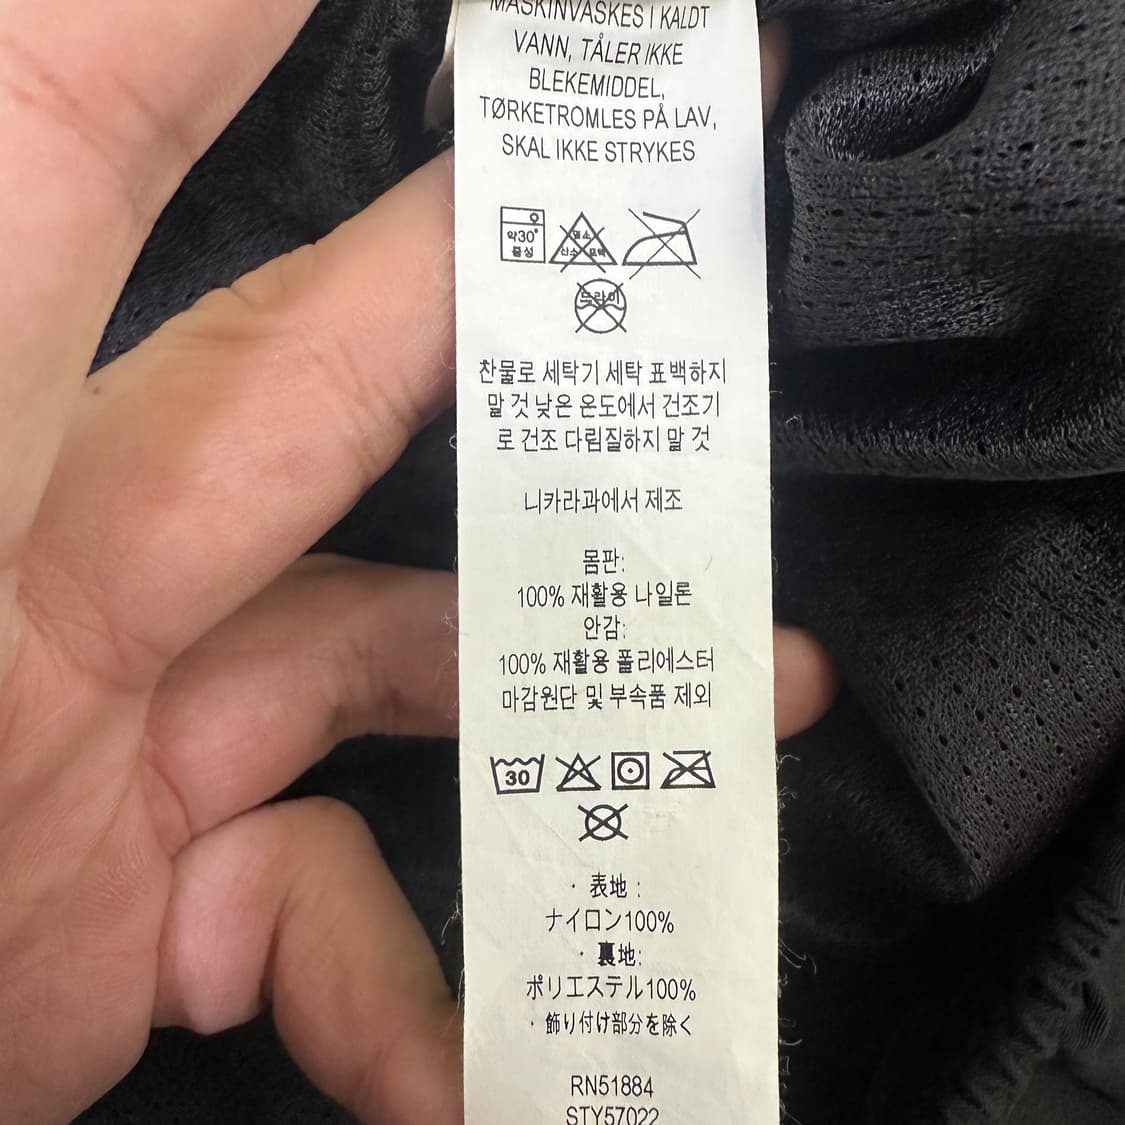 MASKINVASKES I KALDT
VANN, TÅLER IKKE
BLEKEMIDDEL,
TØRKETROMLES PÅ LAV,
SKAL IKKE STRYKES
약30°
중성
염소
산소 표백
드라이
찬물로 세탁기 세탁 표백하지
말 것 낮은 온도에서 건조기
로 건조 다림질하지 말 것
니카라과에서 제조
몸판:
100% 재활용 나일론
안감:
100% 재활용 폴리에스터
마감원단 및 부속품 제외
30
· 表地 :
ナイロン100%
· 裏地:
ポリエステル100%
· 飾り付け部分を除く
RN51884
STY57022